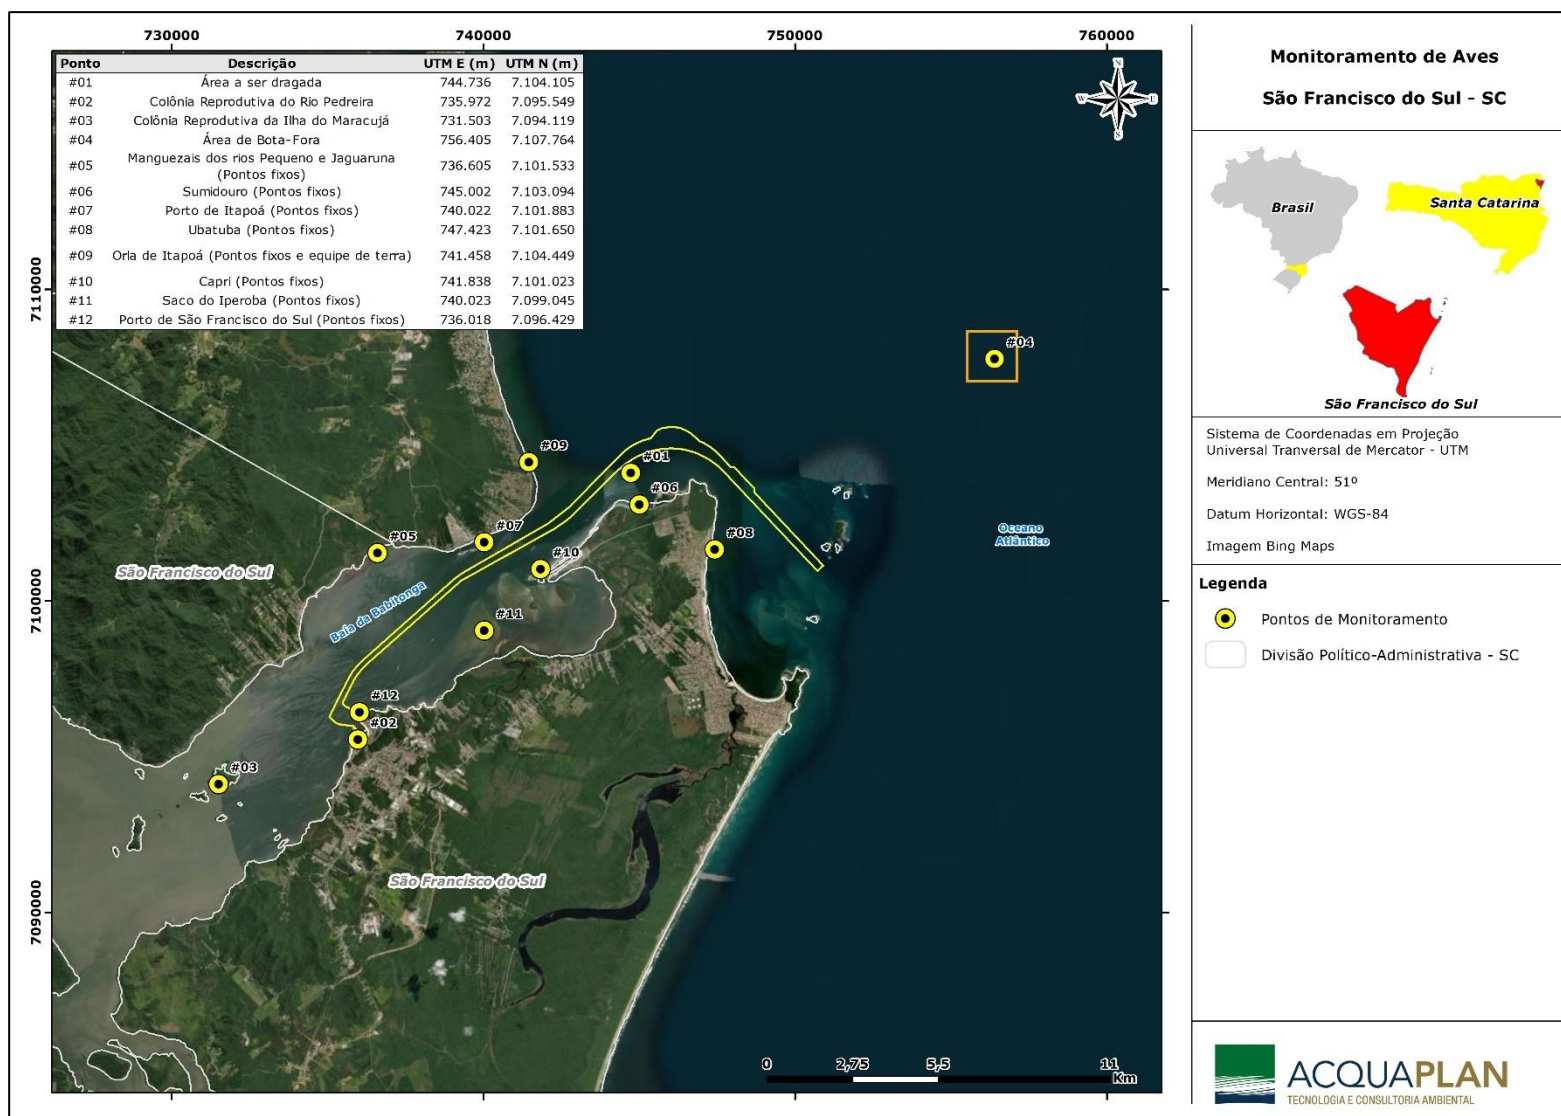 730000 740000 750000 760000
Ponto Descrição UTM E (m) UTM N (m)
#01 Área a ser dragada 744.736 7.104.105
#02 Colônia Reprodutiva do Rio Pedreira 735.972 7.095.549
#03 Colônia Reprodutiva da Ilha do Maracujá 731.503 7.094.119
#04 Área de Bota-Fora 756.405 7.107.764
#05 Manguezais dos rios Pequeno e Jaguaruna
(Pontos fixos) 736.605 7.101.533
#06 Sumidouro (Pontos fixos) 745.002 7.103.094
#07 Porto de Itapoá (Pontos fixos) 740.022 7.101.883
#08 Ubatuba (Pontos fixos) 747.423 7.101.650
#09 Orla de Itapoá (Pontos fixos e equipe de terra) 741.458 7.104.449
#10 Capri (Pontos fixos) 741.838 7.101.023
#11 Saco do Iperoba (Pontos fixos) 740.023 7.099.045
#12 Porto de São Francisco do Sul (Pontos fixos) 736.018 7.096.429
N
W E
S
7110000
7100000
7090000
#04
#09
#01
#06
#07
#08
#05
#10
Oceano
Atlântico
São Francisco do Sul
Baía da Babitonga
#11
#12
#02
#03
São Francisco do Sul
0 2,75 5,5 11
Km
Monitoramento de Aves
São Francisco do Sul - SC
Brasil
Santa Catarina
São Francisco do Sul
Sistema de Coordenadas em Projeção
Universal Tranversal de Mercator - UTM
Meridiano Central: 51º
Datum Horizontal: WGS-84
Imagem Bing Maps
Legenda
Pontos de Monitoramento
Divisão Político-Administrativa - SC
ACQUAPLAN
TECNOLOGIA E CONSULTORIA AMBIENTAL